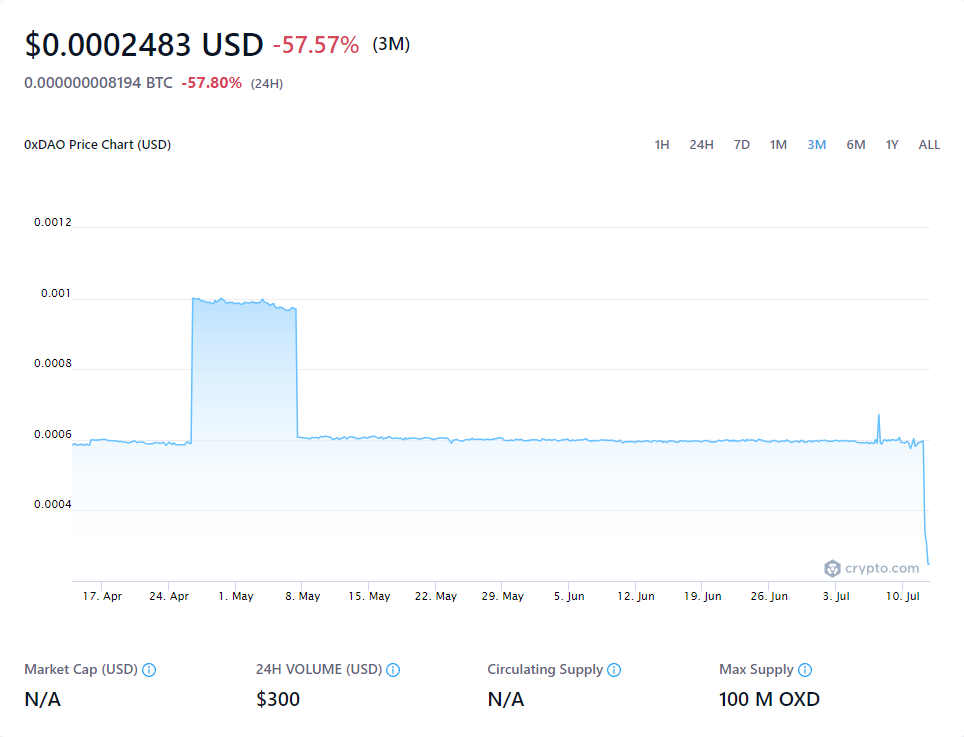 $0.0002483 USD -57.57% (3M)
0.000000008194 BTC -57.80% (24H)
0xDAO Price Chart (USD) 1H 24H 7D 1M 3M 6M 1Y ALL
0.0012
0.001
0.0008
0.0006
0.0004
crypto.com
17. Apr 24. Apr 1. May 8. May 15. May 22. May 29. May 5. Jun 12. Jun 19. Jun 26. Jun 3. Jul 10. Jul
Market Cap (USD) 24H VOLUME (USD) Circulating Supply Max Supply
N/A $300 N/A 100 M OXD